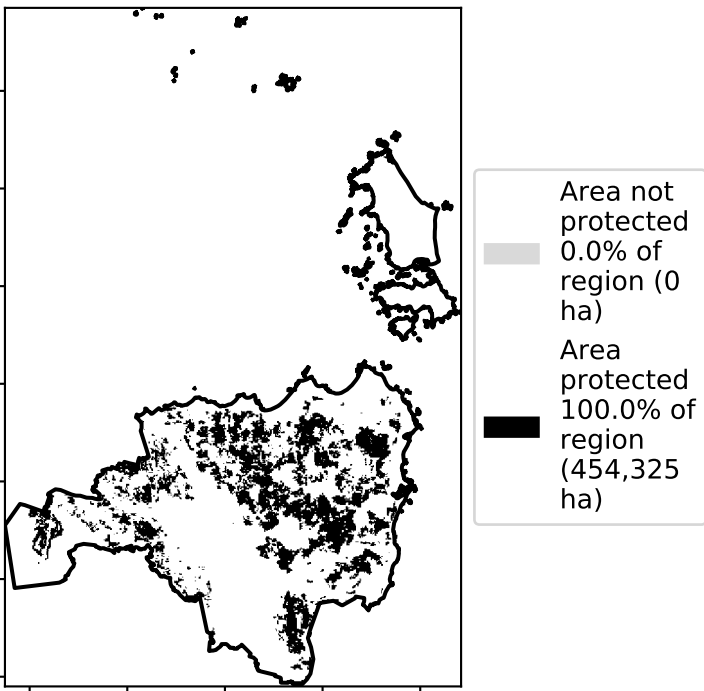 Area not
protected
0.0% of
region (0
ha)
Area
protected
100.0% of
region
(454,325
ha)